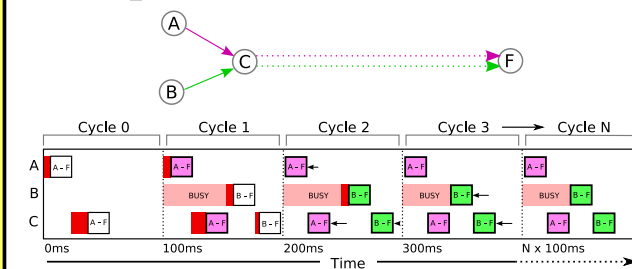 A
C
F
B
Cycle 0 Cycle 1 Cycle 2 Cycle 3 Cycle N
A A - F A - F A - F A - F A - F
B BUSY B - F BUSY B - F BUSY B - F BUSY B - F
C A - F A - F B - F A - F B - F A - F B - F A - F B - F
0ms 100ms 200ms 300ms N x 100ms
Time